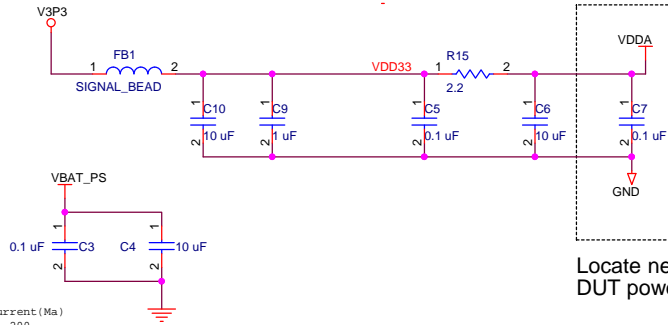 V3P3
FB1
1 2
SIGNAL_BEAD
VDD33
R15
1 2
2.2
VDDA
1 C10
2 10 uF
1 C9
2 1 uF
1 C5
2 0.1 uF
1 C6
2 10 uF
1 C7
2 0.1 uF
GND
VBAT_PS
0.1 uF 1 2 C3
C4 1 2 10 uF
Locate ne
DUT powe
urrent(Ma)